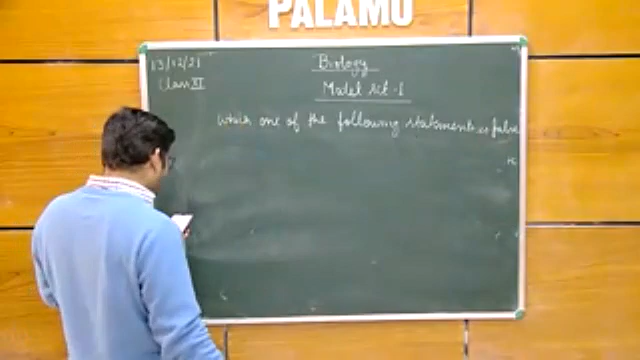 PALAMU
13/12/21
Biology
Class XI
Model set-1
Which one of the following statements is false